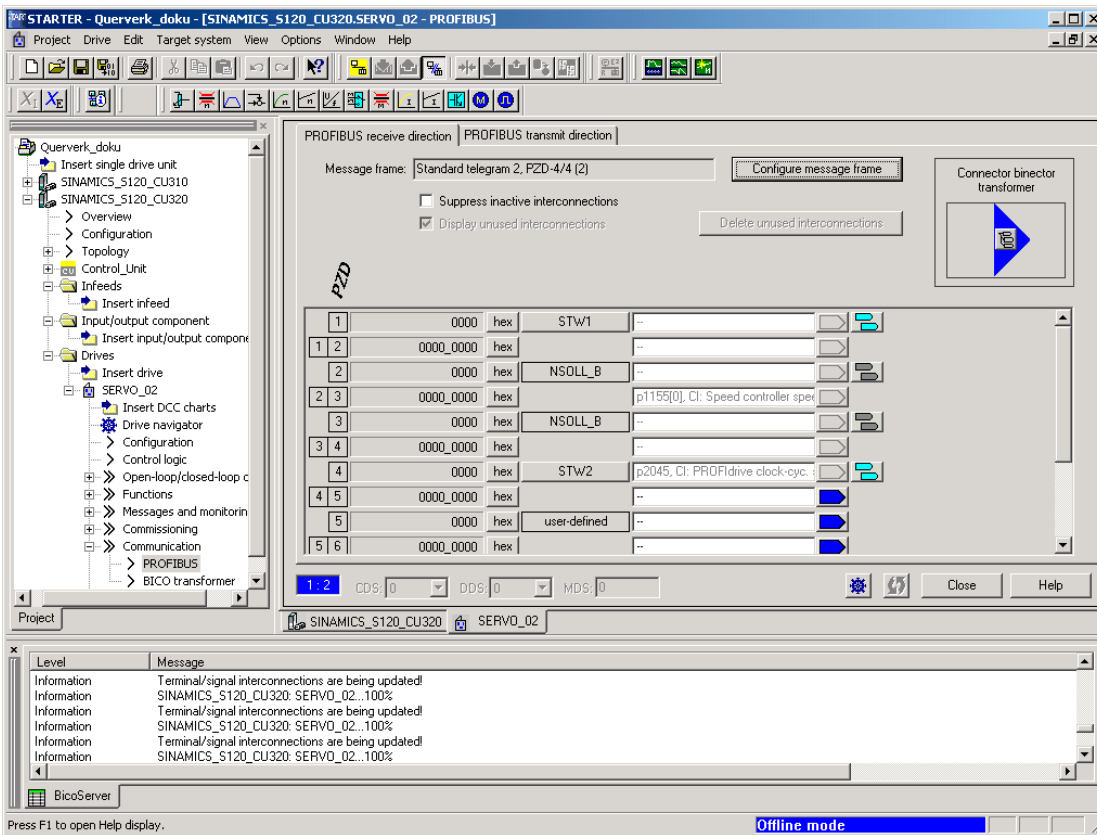 STARTER - Querverk_doku - [SINAMICS_S120_CU320.SERVO_02 - PROFIBUS]
Project Drive Edit Target system View Options Window Help
Querverk_doku
Insert single drive unit
SINAMICS_S120_CU310
SINAMICS_S120_CU320
Overview
Configuration
Topology
Control_Unit
Infeeds
Insert infeed
Input/output component
Insert input/output compone
Drives
Insert drive
SERVO_02
Insert DCC charts
Drive navigator
Configuration
Control logic
Open-loop/closed-loop c
Functions
Messages and monitorin
Commissioning
Communication
PROFIBUS
BICO transformer
Project
PROFIBUS receive direction PROFIBUS transmit direction
Message frame: Standard telegram 2, PZD-4/4 (2) Configure message frame
Suppress inactive interconnections
Display unused interconnections Delete unused interconnections
Connector binector
transformer
PZD
1 0000 hex STW1 --
1 2 0000_0000 hex --
2 0000 hex NSOLL_B --
2 3 0000_0000 hex p1155[0], CI: Speed controller spee
3 0000 hex NSOLL_B --
3 4 0000_0000 hex --
4 0000 hex STW2 p2045, CI: PROFIdrive clock-cyc.
4 5 0000_0000 hex --
5 0000 hex user-defined --
5 6 0000_0000 hex --
1 : 2 CDS: 0 DDS: 0 MDS: 0 Close Help
SINAMICS_S120_CU320 SERVO_02
Level Message
Information Terminal/signal interconnections are being updated!
Information SINAMICS_S120_CU320: SERVO_02...100%
Information Terminal/signal interconnections are being updated!
Information SINAMICS_S120_CU320: SERVO_02...100%
Information Terminal/signal interconnections are being updated!
Information SINAMICS_S120_CU320: SERVO_02...100%
BicoServer
Press F1 to open Help display. Offline mode